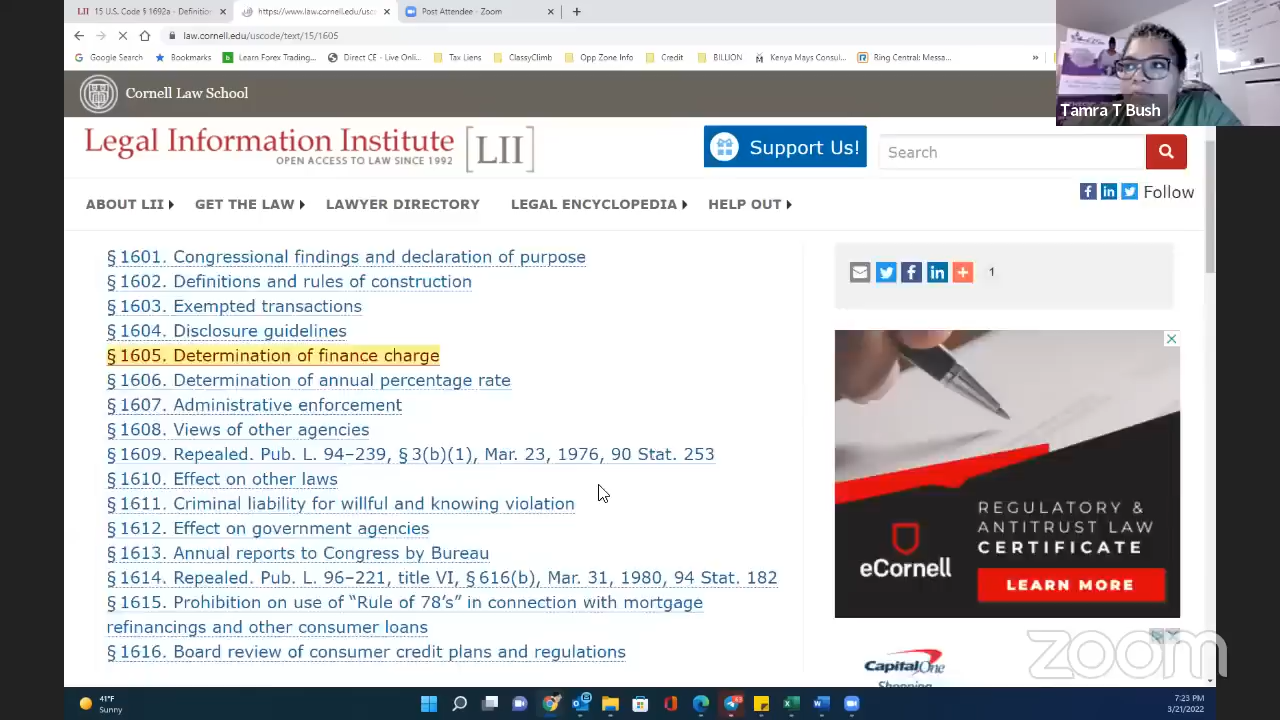 15 U.S. Code § 1692a - Definition
https://www.law.cornell.edu/usc
Post Attendee - Zoom
law.cornell.edu/uscode/text/15/1605
Google Search
Bookmarks
Learn Forex Trading...
Direct CE - Live Onli...
Tax Liens
ClassyClimb
Opp Zone Info
Credit
BILLION
Kenya Mays Consul...
Ring Central: Messa...
Tamra T Bush
Cornell Law School
Legal Information Institute [LII]
OPEN ACCESS TO LAW SINCE 1992
Support Us!
Search
Follow
ABOUT LII
GET THE LAW
LAWYER DIRECTORY
LEGAL ENCYCLOPEDIA
HELP OUT
§ 1601. Congressional findings and declaration of purpose
§ 1602. Definitions and rules of construction
§ 1603. Exempted transactions
§ 1604. Disclosure guidelines
§ 1605. Determination of finance charge
§ 1606. Determination of annual percentage rate
§ 1607. Administrative enforcement
§ 1608. Views of other agencies
§ 1609. Repealed. Pub. L. 94–239, § 3(b)(1), Mar. 23, 1976, 90 Stat. 253
§ 1610. Effect on other laws
§ 1611. Criminal liability for willful and knowing violation
§ 1612. Effect on government agencies
§ 1613. Annual reports to Congress by Bureau
§ 1614. Repealed. Pub. L. 96–221, title VI, § 616(b), Mar. 31, 1980, 94 Stat. 182
§ 1615. Prohibition on use of “Rule of 78’s” in connection with mortgage
refinancings and other consumer loans
§ 1616. Board review of consumer credit plans and regulations
1
REGULATORY &
ANTITRUST LAW
CERTIFICATE
eCornell
LEARN MORE
Capital One
Shopping
zoom
41°F
Sunny
7:23 PM
3/21/2022